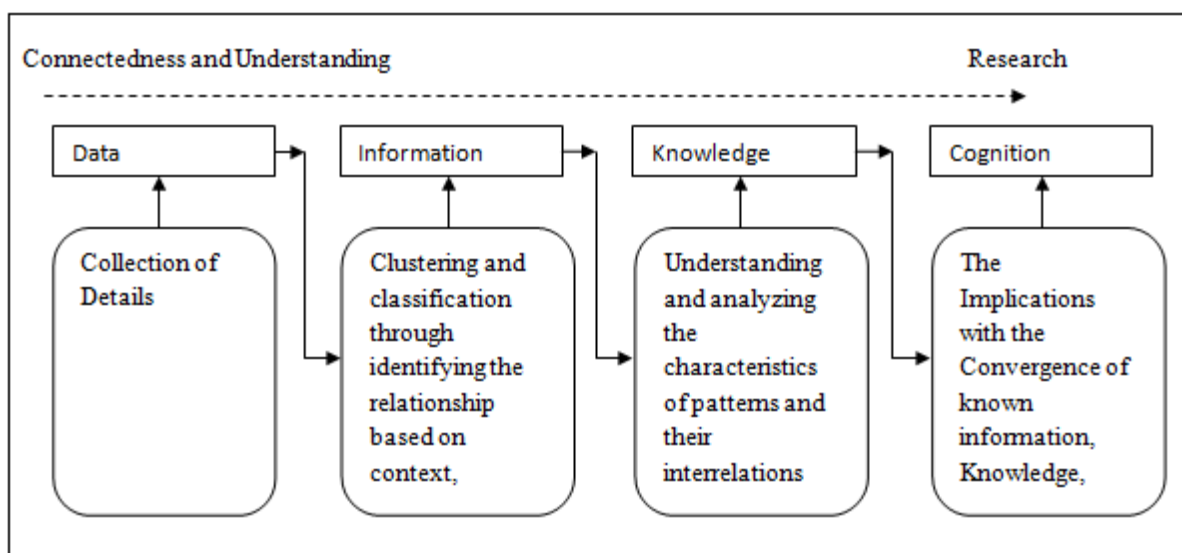 Connectedness and Understanding
Research
Data
Information
Knowledge
Cognition
Collection of
Details
Clustering and
classification
through
identifying the
relationship
based on
context,
Understanding
and analyzing
the
characteristics
of patterns and
their
interrelations
The
Implications
with the
Convergence of
known
information,
Knowledge,